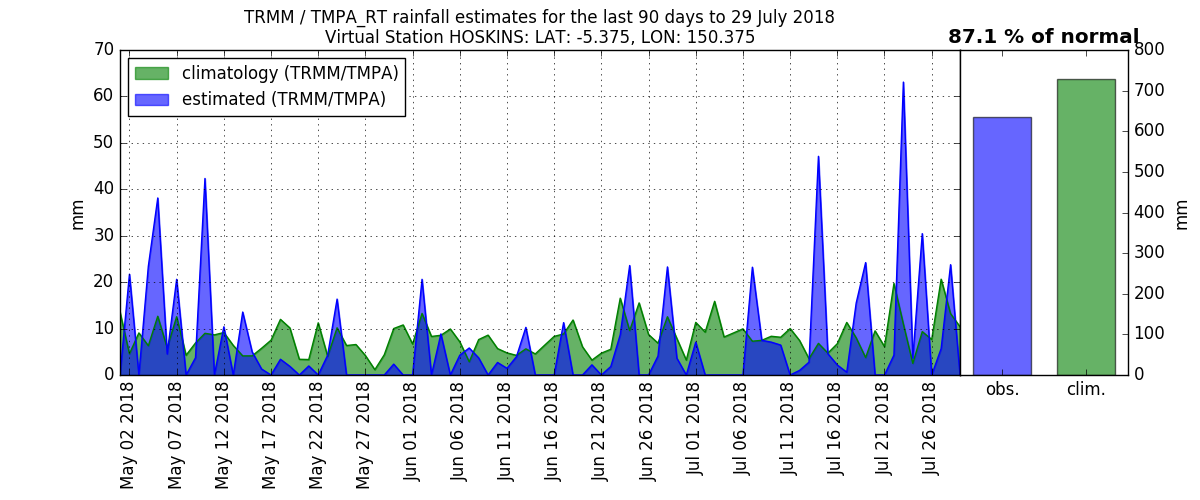 TRMM / TMPA_RT rainfall estimates for the last 90 days to 29 July 2018
Virtual Station HOSKINS: LAT: -5.375, LON: 150.375
87.1 % of normal
climatology (TRMM/TMPA)
estimated (TRMM/TMPA)
mm
70
60
50
40
30
20
10
0
May 02 2018
May 07 2018
May 12 2018
May 17 2018
May 22 2018
May 27 2018
Jun 01 2018
Jun 06 2018
Jun 11 2018
Jun 16 2018
Jun 21 2018
Jun 26 2018
Jul 01 2018
Jul 06 2018
Jul 11 2018
Jul 16 2018
Jul 21 2018
Jul 26 2018
obs.
clim.
800
700
600
500
400
300
200
100
0
mm